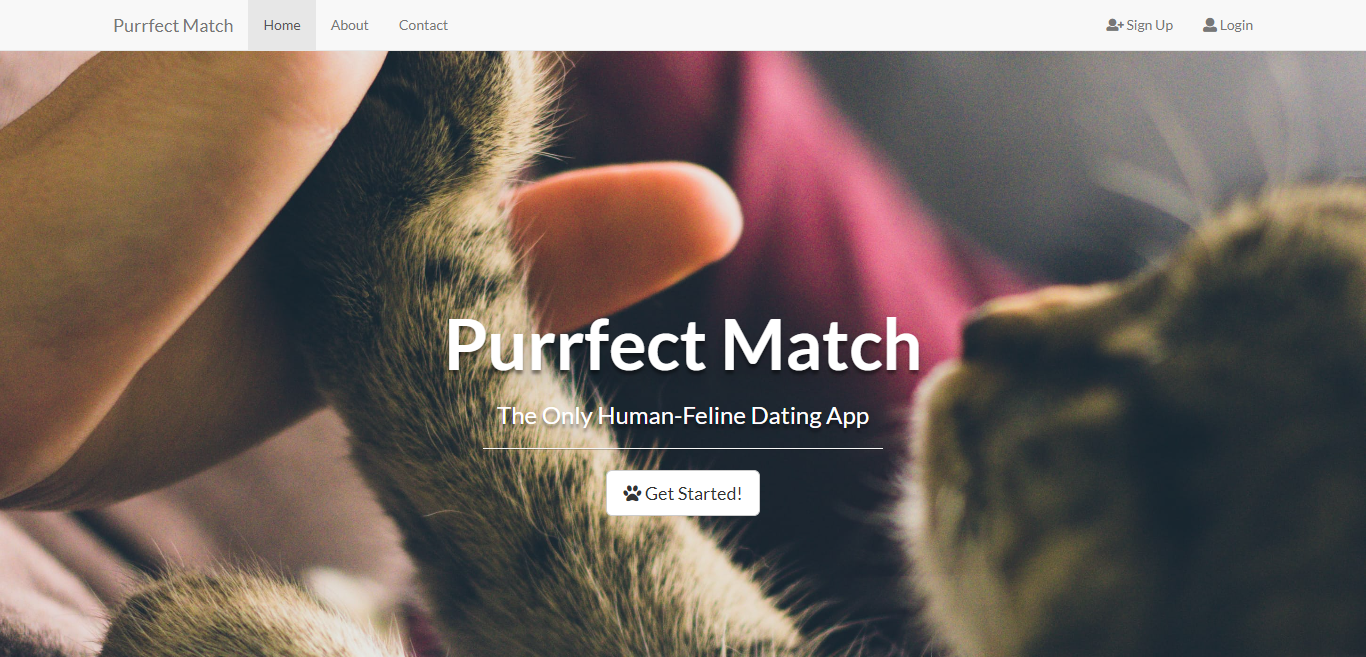 Purrfect Match Home About Contact Sign Up Login
Purrfect Match
The Only Human-Feline Dating App
Get Started!